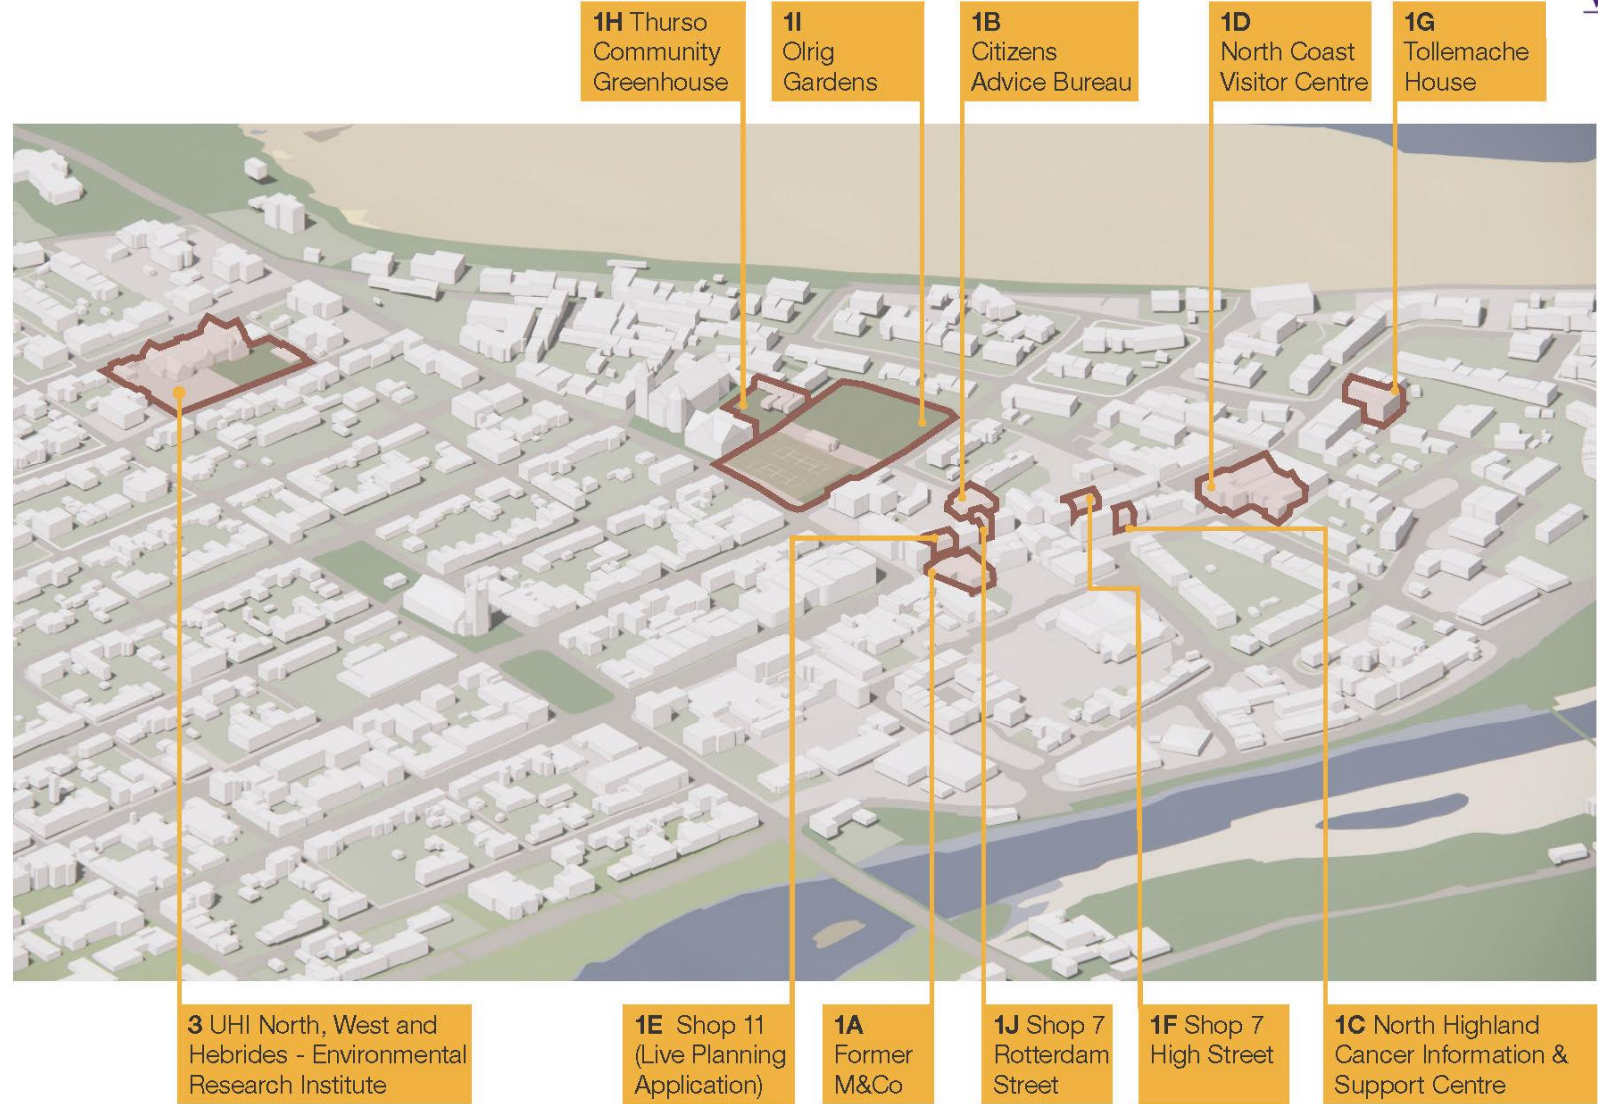 1H Thurso
Community
Greenhouse
1I
Olrig
Gardens
1B
Citizens
Advice Bureau
1D
North Coast
Visitor Centre
1G
Tollemache
House
3 UHI North, West and
Hebrides - Environmental
Research Institute
1E Shop 11
(Live Planning
Application)
1A
Former
M&Co
1J Shop 7
Rotterdam
Street
1F Shop 7
High Street
1C North Highland
Cancer Information &
Support Centre